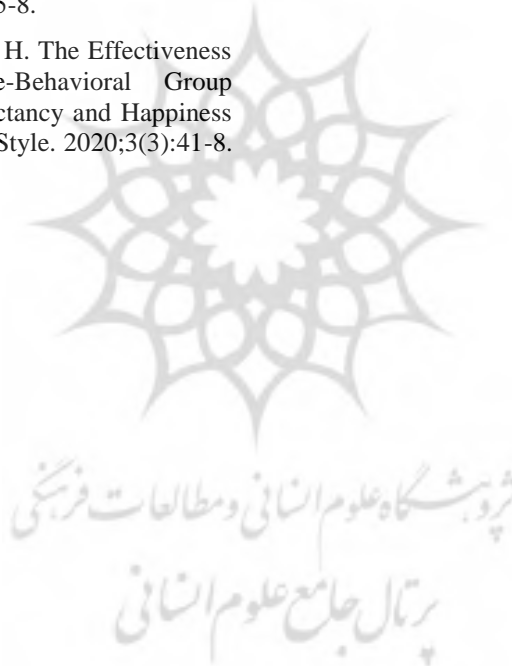 5-8.
H. The Effectiveness
e-Behavioral Group
ctancy and Happiness
Style. 2020;3(3):41-8.
پژوهشگاه علوم انسانی و مطالعات فرهنگی
پرتال جامع علوم انسانی